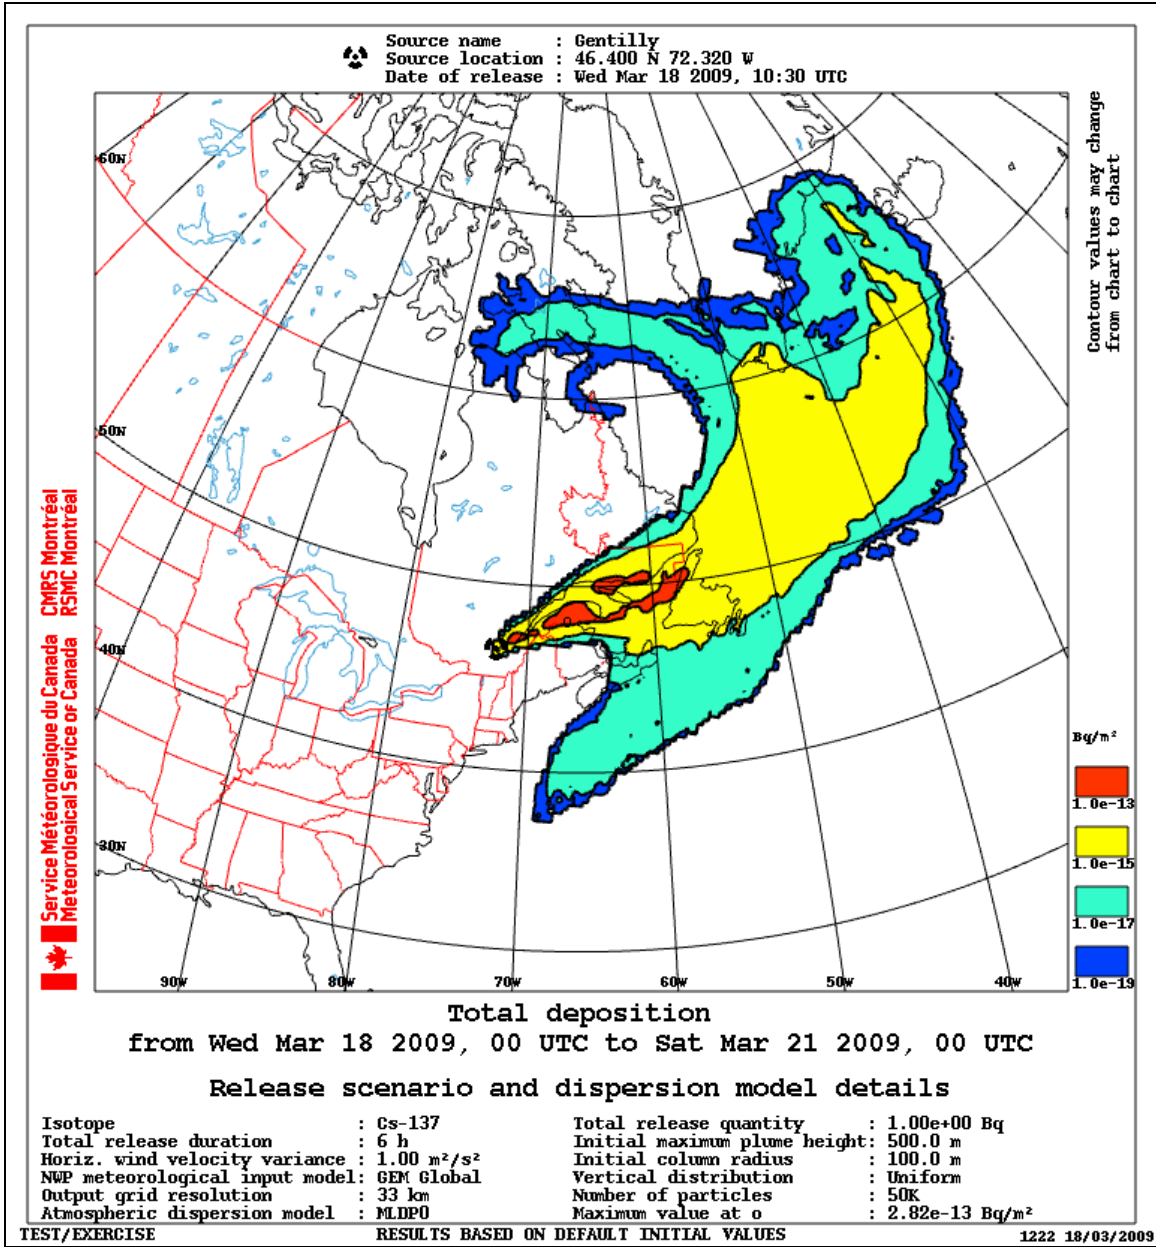 Source name : Gentilly
Source location : 46.400 N 72.320 W
Date of release : Wed Mar 18 2009, 10:30 UTC
Contour values may change
from chart to chart
60N
50N
40N
30N
90W 80W 70W 60W 50W 40W
Service Météorologique du Canada CMRS Montréal
Meteorological Service of Canada RSMC Montréal
Bq/m²
1.0e-13
1.0e-15
1.0e-17
1.0e-19
Total deposition
from Wed Mar 18 2009, 00 UTC to Sat Mar 21 2009, 00 UTC
Release scenario and dispersion model details
Isotope : Cs-137 Total release quantity : 1.00e+00 Bq
Total release duration : 6 h Initial maximum plume height: 500.0 m
Horiz. wind velocity variance : 1.00 m²/s² Initial column radius : 100.0 m
NWP meteorological input model: GEM Global Vertical distribution : Uniform
Output grid resolution : 33 km Number of particles : 50K
Atmospheric dispersion model : MLDP0 Maximum value at o : 2.82e-13 Bq/m²
TEST/EXERCISE RESULTS BASED ON DEFAULT INITIAL VALUES 1222 18/03/2009